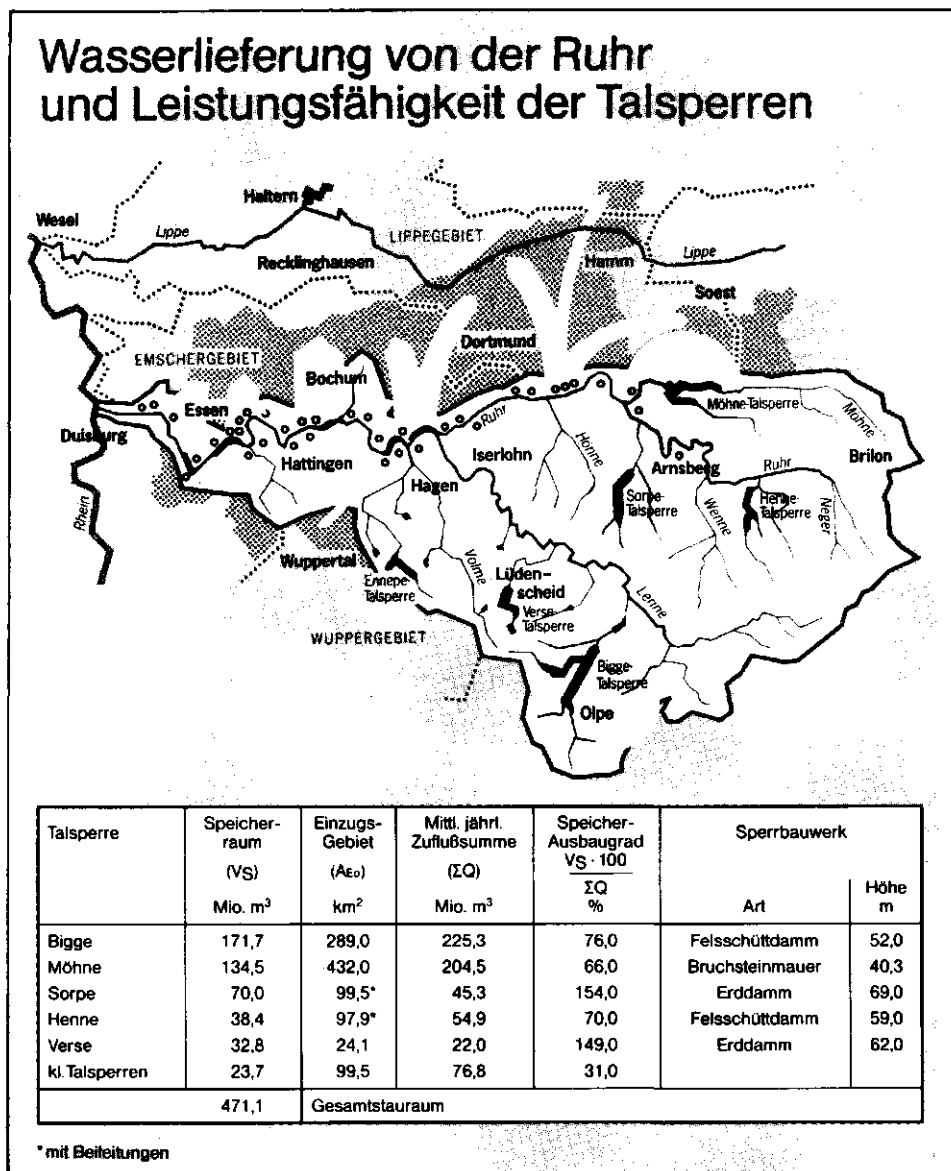 Wasserlieferung von der Ruhr
und Leistungsfähigkeit der Talsperren
Haltern
Wesel
Lippe
LIPPEGEBIET
Recklinghausen
Hamm
Lippe
Soest
Dortmund
EMSCHERGEBIET
Bochum
Essen
Möhne-Talsperre
Möhne
Duisburg
Ruhr
Hattingen
Iserlohn
Hönne
Arnsberg
Brilon
Hagen
Ruhr
Rhein
Sorpe-
Talsperre
Wenne
Henne-
Talsperre
Neger
Wuppertal
Ennepe-
Talsperre
Volme
Lüden-
scheid
Verse-
Talsperre
Lenne
WUPPERGEBIET
Bigge-
Talsperre
Olpe
Talsperre Speicher- Einzugs- Mittl. jährl. Speicher- Sperrbauwerk
raum Gebiet Zuflußsumme Ausbaugrad
(VS) (AEo) (ΣQ) VS · 100
ΣQ Höhe
Mio. m³ km² Mio. m³ % Art m
Bigge 171,7 289,0 225,3 76,0 Felsschüttdamm 52,0
Möhne 134,5 432,0 204,5 66,0 Bruchsteinmauer 40,3
Sorpe 70,0 99,5* 45,3 154,0 Erddamm 69,0
Henne 38,4 97,9* 54,9 70,0 Felsschüttdamm 59,0
Verse 32,8 24,1 22,0 149,0 Erddamm 62,0
kl. Talsperren 23,7 99,5 76,8 31,0
471,1 Gesamtstauraum
*mit Beileitungen